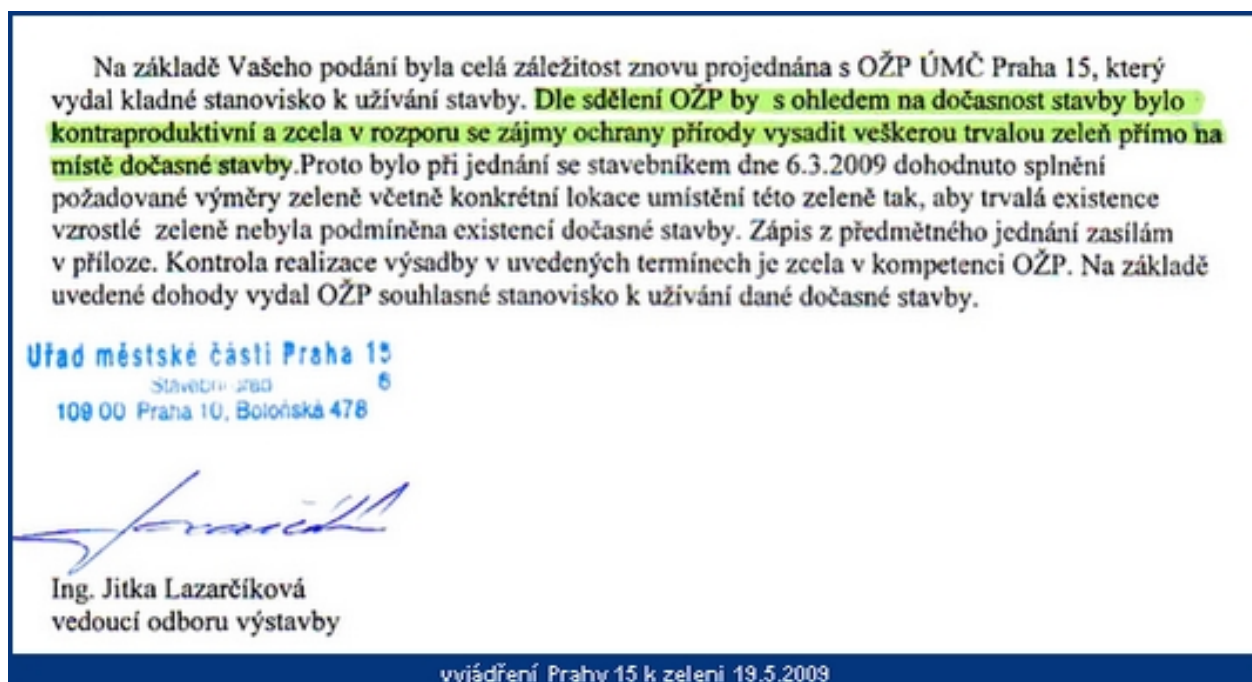 Na základě Vašeho podání byla celá záležitost znovu projednána s OŽP ÚMČ Praha 15, který
vydal kladné stanovisko k užívání stavby. Dle sdělení OŽP by s ohledem na dočasnost stavby bylo
kontraproduktivní a zcela v rozporu se zájmy ochrany přírody vysadit veškerou trvalou zeleň přímo na
místě dočasné stavby.Proto bylo při jednání se stavebníkem dne 6.3.2009 dohodnuto splnění
požadované výměry zeleně včetně konkrétní lokace umístění této zeleně tak, aby trvalá existence
vzrostlé zeleně nebyla podmíněna existencí dočasné stavby. Zápis z předmětného jednání zasílám
v příloze. Kontrola realizace výsadby v uvedených termínech je zcela v kompetenci OŽP. Na základě
uvedené dohody vydal OŽP souhlasné stanovisko k užívání dané dočasné stavby.
Úřad městské části Praha 15
Stavební úřad 6
109 00 Praha 10, Boloňská 478
Ing. Jitka Lazarčíková
vedoucí odboru výstavby
vyjádření Prahy 15 k zeleni 19.5.2009